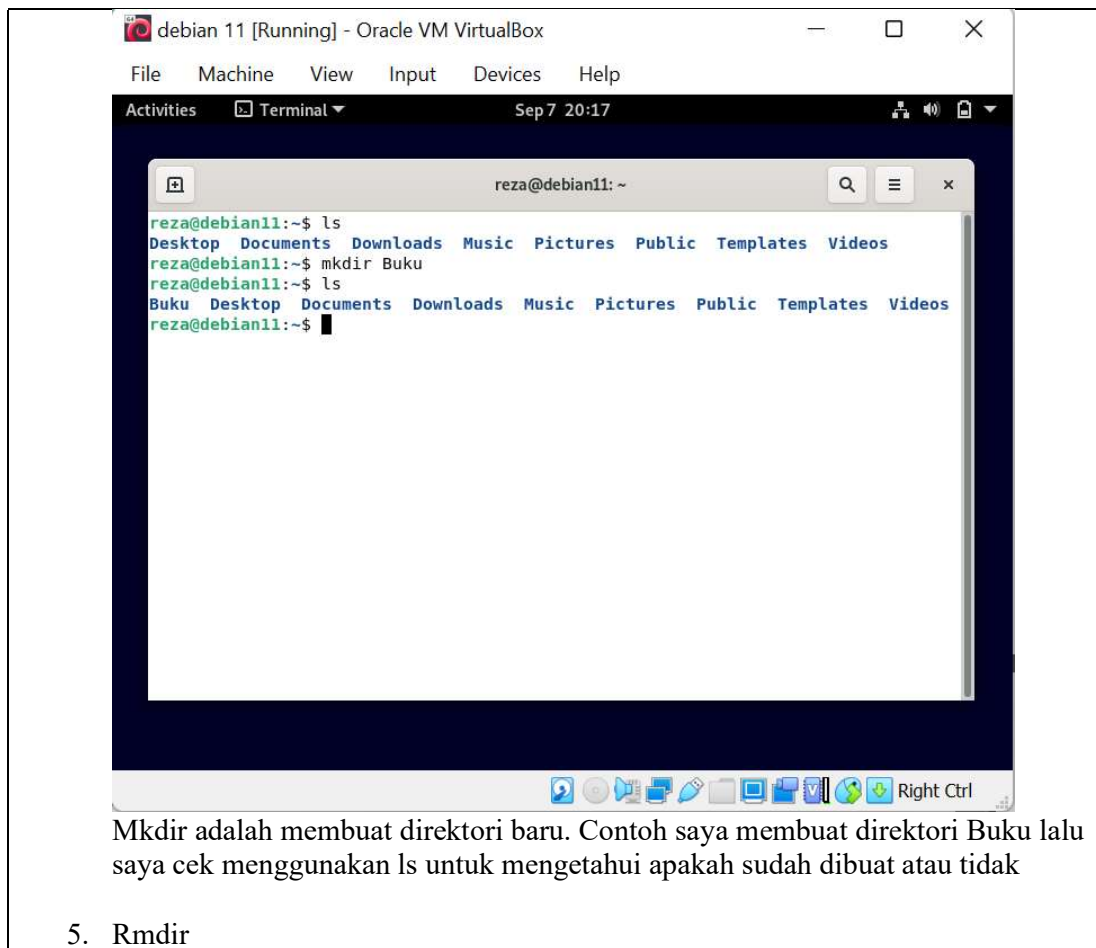 debian 11 [Running] - Oracle VM VirtualBox
File Machine View Input Devices Help
Activities Terminal Sep 7 20:17
reza@debian11: ~
reza@debian11:~$ ls
Desktop Documents Downloads Music Pictures Public Templates Videos
reza@debian11:~$ mkdir Buku
reza@debian11:~$ ls
Buku Desktop Documents Downloads Music Pictures Public Templates Videos
reza@debian11:~$
Right Ctrl
Mkdir adalah membuat direktori baru. Contoh saya membuat direktori Buku lalu
saya cek menggunakan ls untuk mengetahui apakah sudah dibuat atau tidak
5. Rmdir